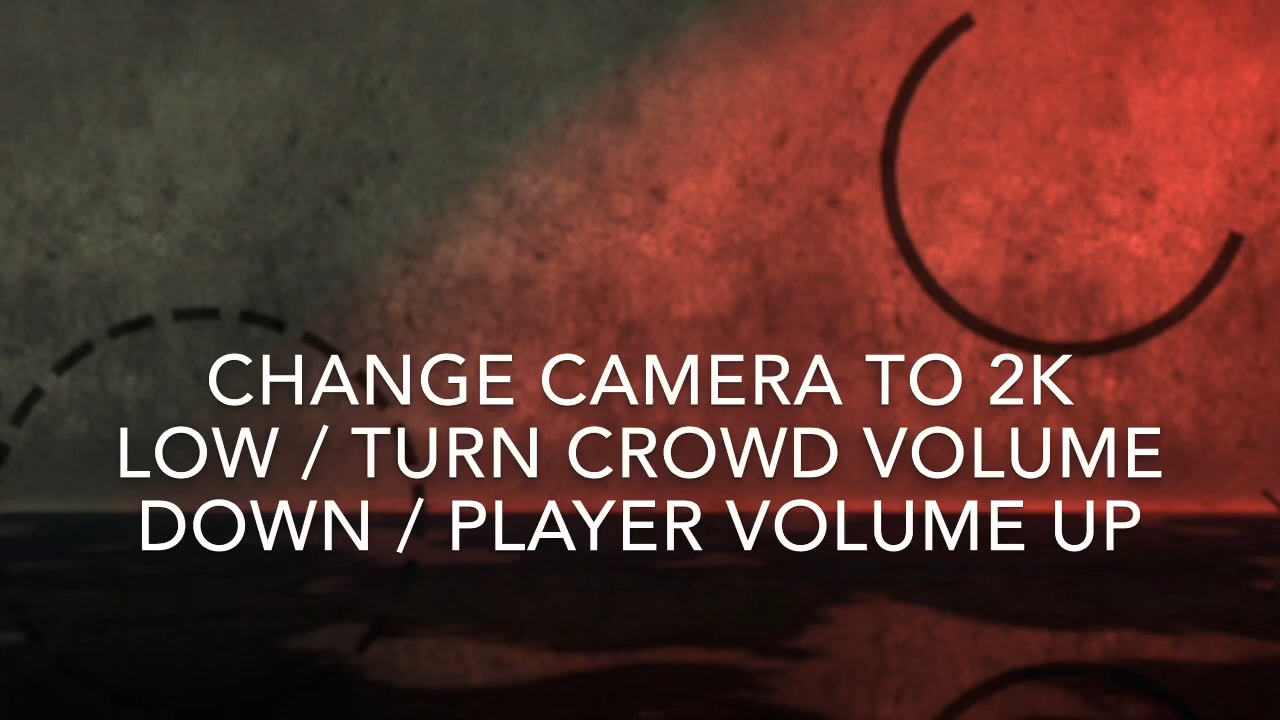 CHANGE CAMERA TO 2K
LOW / TURN CROWD VOLUME
DOWN / PLAYER VOLUME UP